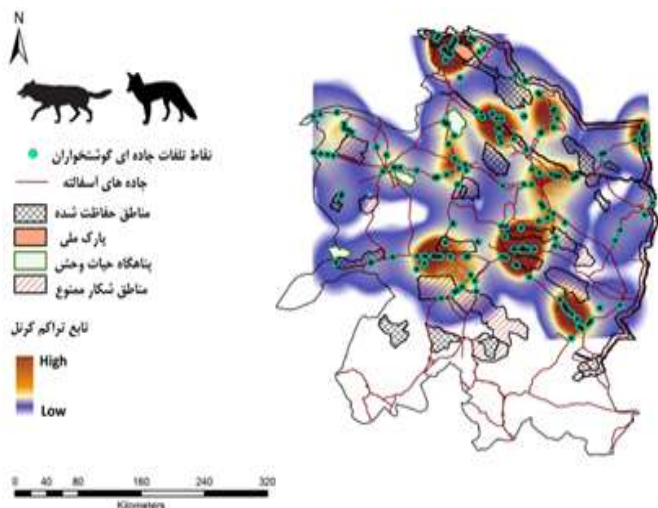 N
نقاط تلفات جاده ای گوشتخواران
جاده های آسفالته
مناطق حفاظت شده
پارک ملی
پناهگاه حیات وحش
مناطق شکار ممنوع
تابع تراکم کرنل
High
Low
0 40 80 160 240 320
Kilometers